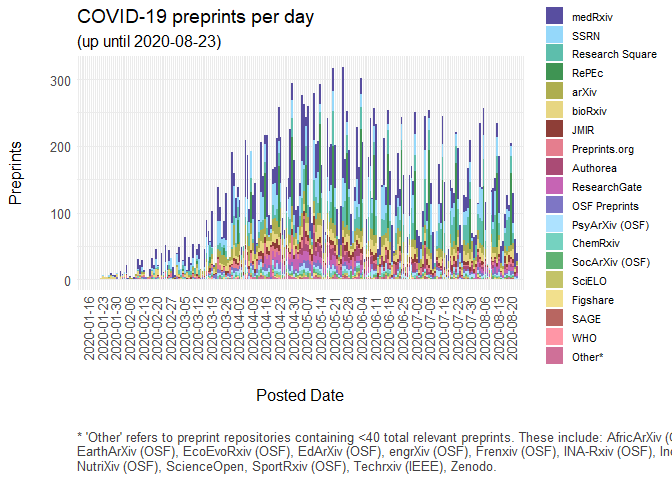 COVID-19 preprints per day
(up until 2020-08-23)
Preprints
300
200
100
0
2020-01-16
2020-01-23
2020-01-30
2020-02-06
2020-02-13
2020-02-20
2020-02-27
2020-03-05
2020-03-12
2020-03-19
2020-03-26
2020-04-02
2020-04-09
2020-04-16
2020-04-23
2020-04-30
2020-05-07
2020-05-14
2020-05-21
2020-05-28
2020-06-04
2020-06-11
2020-06-18
2020-06-25
2020-07-02
2020-07-09
2020-07-16
2020-07-23
2020-07-30
2020-08-06
2020-08-13
2020-08-20
Posted Date
medRxiv
SSRN
Research Square
RePEc
arXiv
bioRxiv
JMIR
Preprints.org
Authorea
ResearchGate
OSF Preprints
PsyArXiv (OSF)
ChemRxiv
SocArXiv (OSF)
SciELO
Figshare
SAGE
WHO
Other*
* 'Other' refers to preprint repositories containing <40 total relevant preprints. These include: AfricArXiv (
EarthArXiv (OSF), EcoEvoRxiv (OSF), EdArXiv (OSF), engrXiv (OSF), Frenxiv (OSF), INA-Rxiv (OSF),
NutriXiv (OSF), ScienceOpen, SportRxiv (OSF), Techrxiv (IEEE), Zenodo.